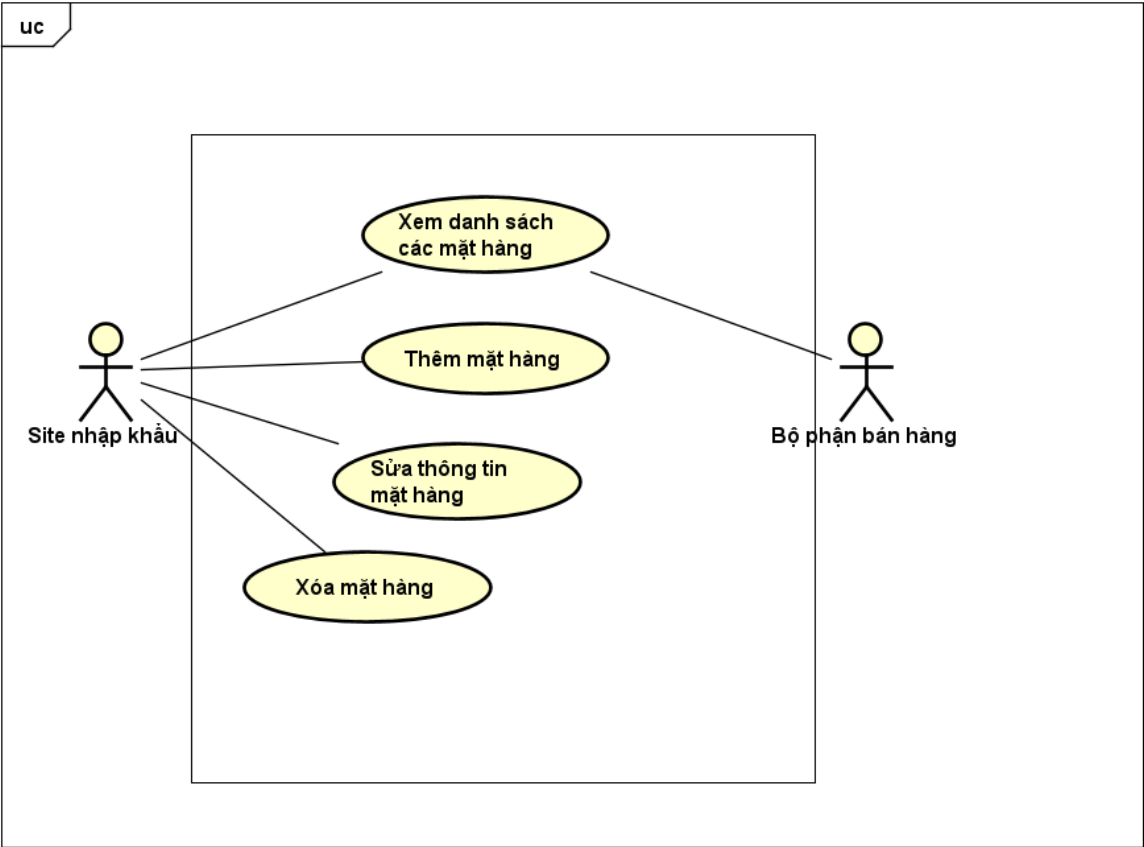 uc
Xem danh sách
các mặt hàng
Thêm mặt hàng
Site nhập khẩu
Bộ phận bán hàng
Sửa thông tin
mặt hàng
Xóa mặt hàng